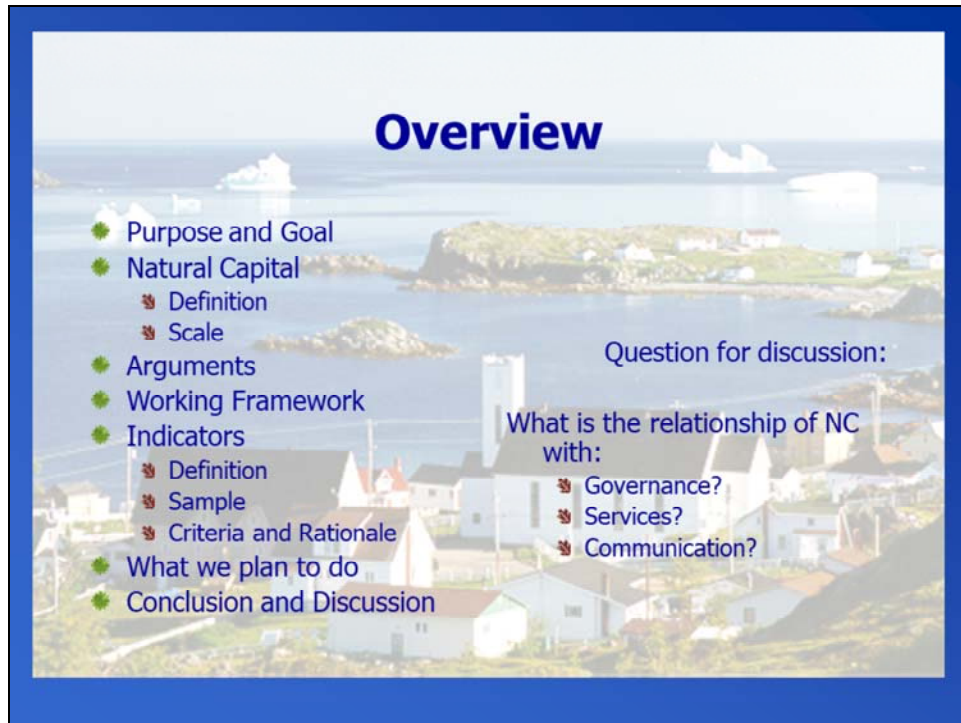 Overview
Purpose and Goal
Natural Capital
Definition
Scale
Arguments
Working Framework
Indicators
Definition
Sample
Criteria and Rationale
What we plan to do
Conclusion and Discussion
Question for discussion:
What is the relationship of NC
with:
Governance?
Services?
Communication?